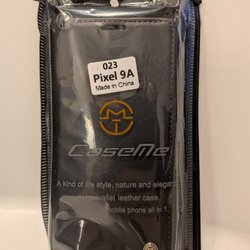 023
Pixel 9A
Made in China
CaseMe
A kind of life style, nature and elegan
wallet leather case,
mobile phone all in 1.